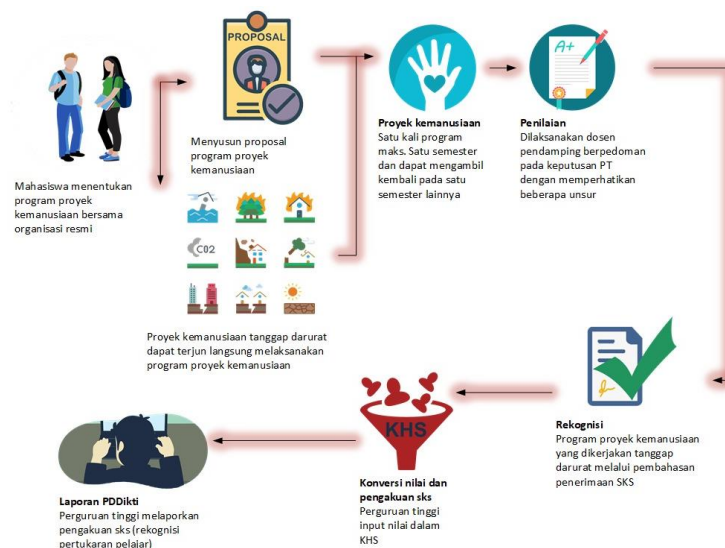 Mahasiswa menentukan
program proyek
kemanusiaan bersama
organisasi resmi
PROPOSAL
Menyusun proposal
program proyek
kemanusiaan
CO2
Proyek kemanusiaan tanggap darurat
dapat terjun langsung melaksanakan
program proyek kemanusiaan
Proyek kemanusiaan
Satu kali program
maks. Satu semester
dan dapat mengambil
kembali pada satu
semester lainnya
A+
Penilaian
Dilaksanakan dosen
pendamping berpedoman
pada keputusan PT
dengan memperhatikan
beberapa unsur
Rekognisi
Program proyek kemanusiaan
yang dikerjakan tanggap
darurat melalui pembahasan
penerimaan SKS
KHS
Konversi nilai dan
pengakuan sks
Perguruan tinggi
input nilai dalam
KHS
Laporan PDDikti
Perguruan tinggi melaporkan
pengakuan sks (rekognisi
pertukaran pelajar)